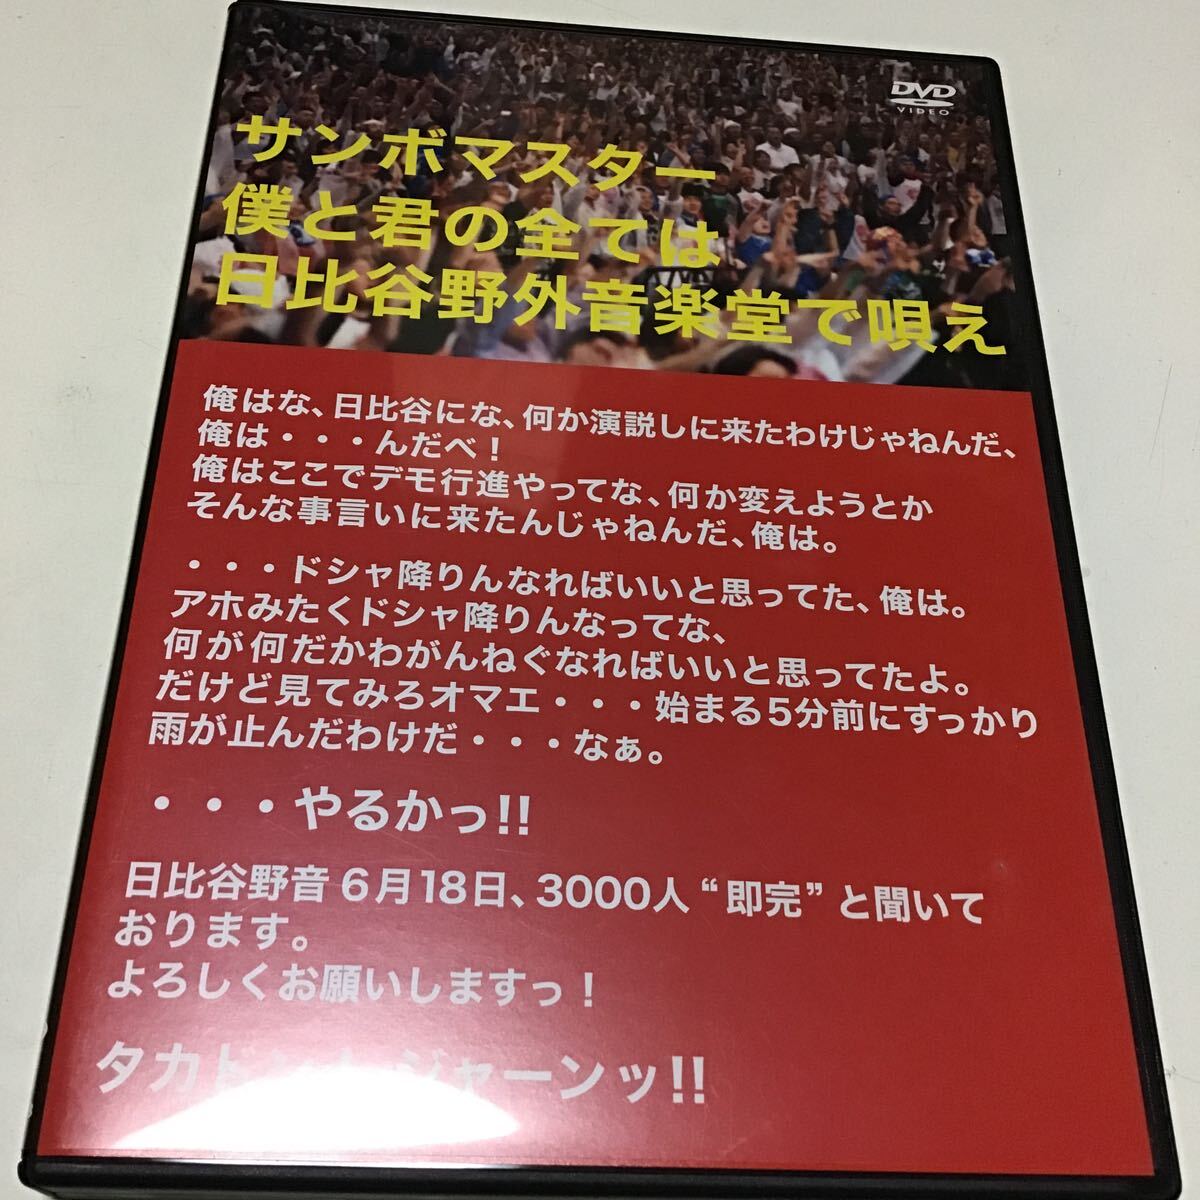 DVD
VIDEO
サンボマスター
僕と君の全ては
日比谷野外音楽堂で唄え
俺はな、日比谷にな、何か演説しに来たわけじゃねんだ、
俺は・・・んだべ！
俺はここでデモ行進やってな、何か変えようとか
そんな事言いに来たんじゃねんだ、俺は。
・・・ドシャ降りんなればいいと思ってた、俺は。
アホみたくドシャ降りんなってな、
何が何だかわがんねぐなればいいと思ってたよ。
だけど見てみろオマエ・・・始まる5分前にすっかり
雨が止んだわけだ・・・なぁ。
・・・やるかっ!!
日比谷野音6月18日、3000人“即完”と聞いて
おります。
よろしくお願いしますっ！
ジャーンッ!!